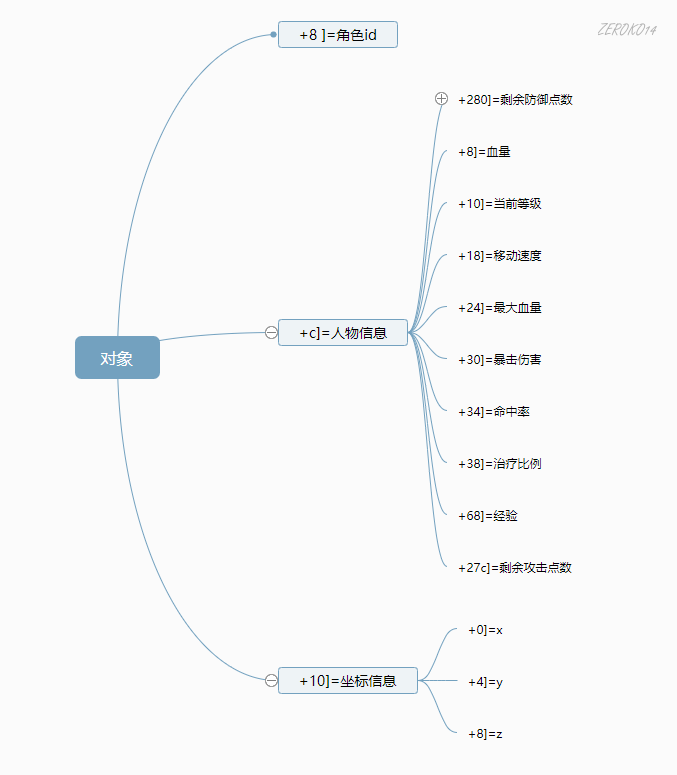 ZEROKO14
+8 ]=角色id
+280]=剩余防御点数
+8]=血量
+10]=当前等级
+18]=移动速度
+24]=最大血量
+c]=人物信息
对象
+30]=暴击伤害
+34]=命中率
+38]=治疗比例
+68]=经验
+27c]=剩余攻击点数
+0]=x
+10]=坐标信息
+4]=y
+8]=z